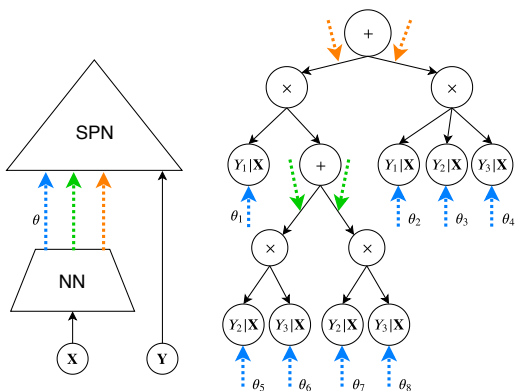 SPN
θ
NN
X
Y
+
×
×
Y₁|X
+
Y₁|X
Y₂|X
Y₃|X
θ₁
θ₂
θ₃
θ₄
×
×
Y₂|X
Y₃|X
Y₂|X
Y₃|X
θ₅
θ₆
θ₇
θ₈